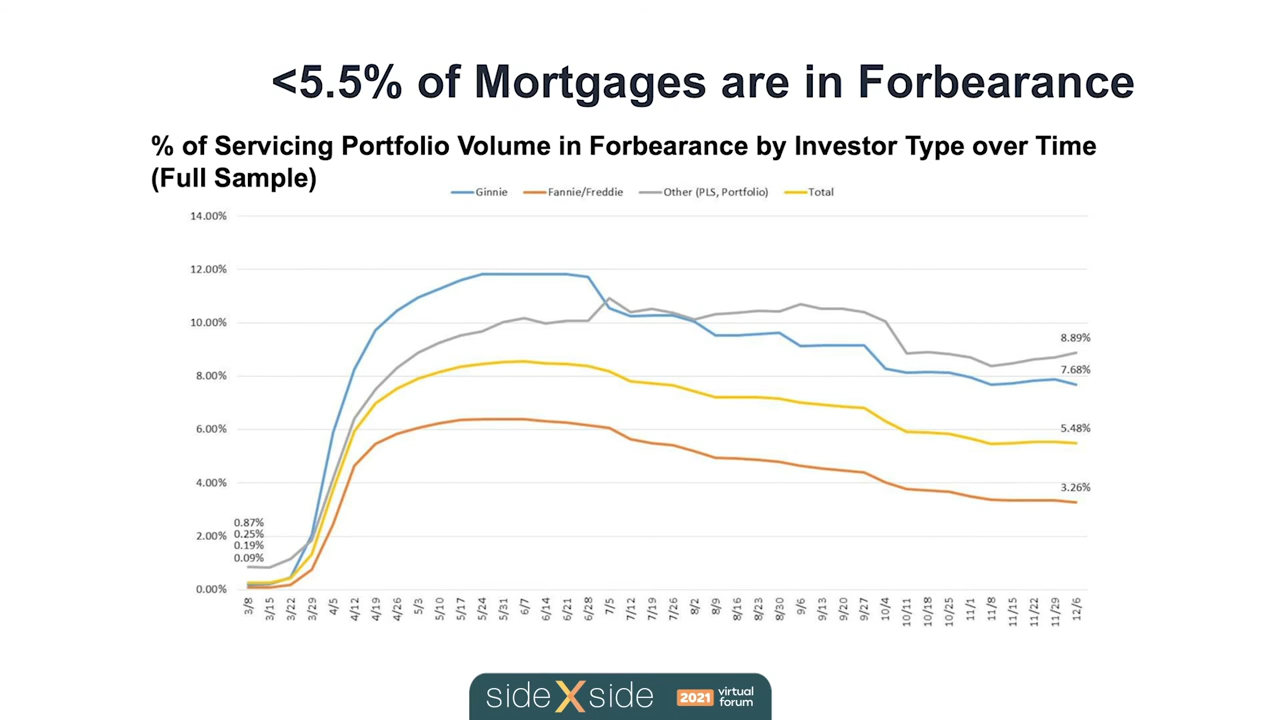 <5.5% of Mortgages are in Forbearance
% of Servicing Portfolio Volume in Forbearance by Investor Type over Time
(Full Sample)
Ginnie Fannie/Freddie Other (PLS, Portfolio) Total
14.00%
12.00%
10.00%
8.00%
6.00%
4.00%
2.00%
0.00%
0.87%
0.25%
0.19%
0.09%
8.89%
7.68%
5.48%
3.26%
3/8 3/15 3/22 3/29 4/5 4/12 4/19 4/26 5/3 5/10 5/17 5/24 5/31 6/7 6/14 6/21 6/28 7/5 7/12 7/19 7/26 8/2 8/9 8/16 8/23 8/30 9/6 9/13 9/20 9/27 10/4 10/11 10/18 10/25 11/1 11/8 11/15 11/22 11/29 12/6
sideXside 2021 virtual
forum